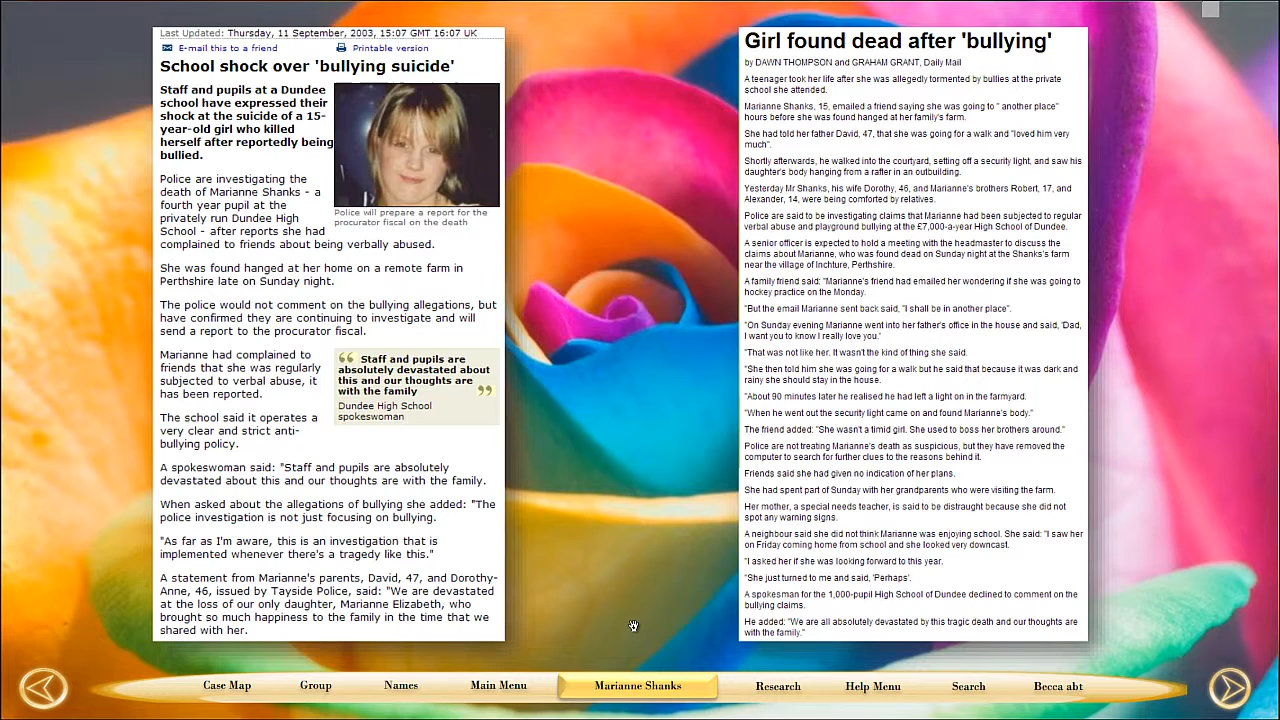 Last Updated: Thursday, 11 September, 2003, 15:07 GMT 16:07 UK
E-mail this to a friend
Printable version
School shock over 'bullying suicide'
Staff and pupils at a Dundee
school have expressed their
shock at the suicide of a 15-
year-old girl who killed
herself after reportedly being
bullied.
Police will prepare a report for the
procurator fiscal on the death
Police are investigating the
death of Marianne Shanks - a
fourth year pupil at the
privately run Dundee High
School - after reports she had
complained to friends about being verbally abused.
She was found hanged at her home on a remote farm in
Perthshire late on Sunday night.
The police would not comment on the bullying allegations, but
have confirmed they are continuing to investigate and will
send a report to the procurator fiscal.
Marianne had complained to
friends that she was regularly
subjected to verbal abuse, it
has been reported.
“ Staff and pupils are
absolutely devastated about
this and our thoughts are
with the family ”
Dundee High School
spokeswoman
The school said it operates a
very clear and strict anti-
bullying policy.
A spokeswoman said: "Staff and pupils are absolutely
devastated about this and our thoughts are with the family.
When asked about the allegations of bullying she added: "The
police investigation is not just focusing on bullying.
"As far as I'm aware, this is an investigation that is
implemented whenever there's a tragedy like this."
A statement from Marianne's parents, David, 47, and Dorothy-
Anne, 46, issued by Tayside Police, said: "We are devastated
at the loss of our only daughter, Marianne Elizabeth, who
brought so much happiness to the family in the time that we
shared with her.
Girl found dead after 'bullying'
by DAWN THOMPSON and GRAHAM GRANT, Daily Mail
A teenager took her life after she was allegedly tormented by bullies at the private
school she attended.
Marianne Shanks, 15, emailed a friend saying she was going to " another place"
hours before she was found hanged at her family's farm.
She had told her father David, 47, that she was going for a walk and "loved him very
much".
Shortly afterwards, he walked into the courtyard, setting off a security light, and saw his
daughter's body hanging from a rafter in an outbuilding.
Yesterday Mr Shanks, his wife Dorothy, 46, and Marianne's brothers Robert, 17, and
Alexander, 14, were being comforted by relatives.
Police are said to be investigating claims that Marianne had been subjected to regular
verbal abuse and playground bullying at the £7,000-a-year High School of Dundee.
A senior officer is expected to hold a meeting with the headmaster to discuss the
claims about Marianne, who was found dead on Sunday night at the Shanks's farm
near the village of Inchture, Perthshire.
A family friend said: "Marianne's friend had emailed her wondering if she was going to
hockey practice on the Monday.
"But the email Marianne sent back said, "I shall be in another place".
"On Sunday evening Marianne went into her father's office in the house and said, 'Dad,
I want you to know I really love you.'
"That was not like her. It wasn't the kind of thing she said.
"She then told him she was going for a walk but he said that because it was dark and
rainy she should stay in the house.
"About 90 minutes later he realised he had left a light on in the farmyard.
"When he went out the security light came on and found Marianne's body."
The friend added: "She wasn't a timid girl. She used to boss her brothers around."
Police are not treating Marianne's death as suspicious, but they have removed the
computer to search for further clues to the reasons behind it.
Friends said she had given no indication of her plans.
She had spent part of Sunday with her grandparents who were visiting the farm.
Her mother, a special needs teacher, is said to be distraught because she did not
spot any warning signs.
A neighbour said she did not think Marianne was enjoying school. She said: "I saw her
on Friday coming home from school and she looked very downcast.
"I asked her if she was looking forward to this year.
"She just turned to me and said, 'Perhaps'.
A spokesman for the 1,000-pupil High School of Dundee declined to comment on the
bullying claims.
He added: "We are all absolutely devastated by this tragic death and our thoughts are
with the family."
Case Map
Group
Names
Main Menu
Marianne Shanks
Research
Help Menu
Search
Becca abt